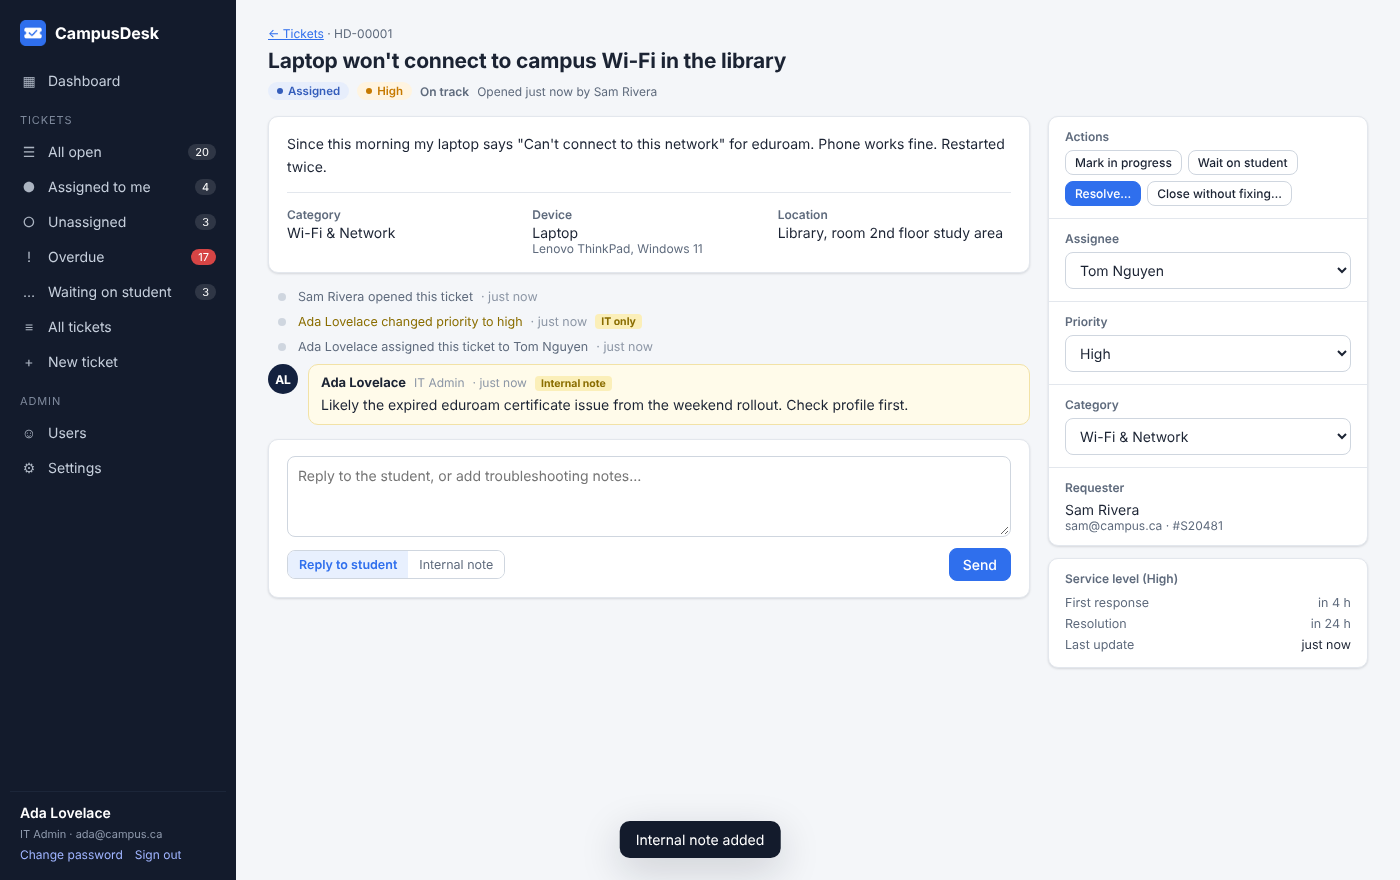 CampusDesk
Dashboard
TICKETS
All open 20
Assigned to me 4
Unassigned 3
! Overdue 17
... Waiting on student 3
All tickets
+ New ticket
ADMIN
Users
Settings
Ada Lovelace
IT Admin · ada@campus.ca
Change password Sign out
← Tickets · HD-00001
Laptop won't connect to campus Wi-Fi in the library
Assigned High On track Opened just now by Sam Rivera
Since this morning my laptop says "Can't connect to this network" for eduroam. Phone works fine. Restarted
twice.
Category Device Location
Wi-Fi & Network Laptop Library, room 2nd floor study area
Lenovo ThinkPad, Windows 11
Sam Rivera opened this ticket · just now
Ada Lovelace changed priority to high · just now IT only
Ada Lovelace assigned this ticket to Tom Nguyen · just now
AL Ada Lovelace IT Admin · just now Internal note
Likely the expired eduroam certificate issue from the weekend rollout. Check profile first.
Reply to the student, or add troubleshooting notes...
Reply to student Internal note Send
Actions
Mark in progress Wait on student
Resolve... Close without fixing...
Assignee
Tom Nguyen
Priority
High
Category
Wi-Fi & Network
Requester
Sam Rivera
sam@campus.ca · #S20481
Service level (High)
First response in 4 h
Resolution in 24 h
Last update just now
Internal note added